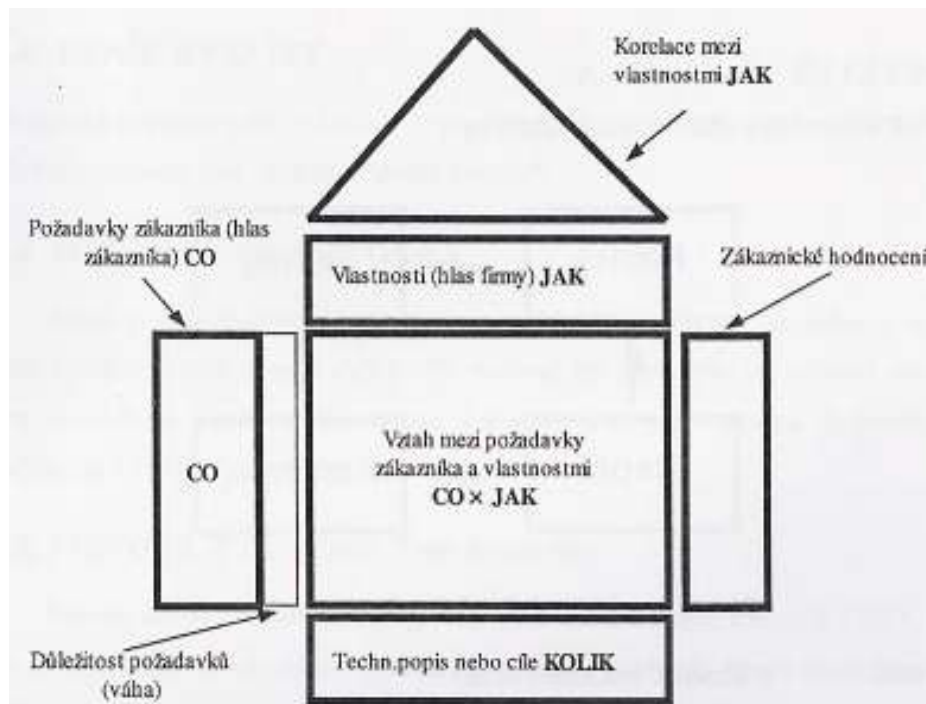 Korelace mezi
vlastnostmi JAK
Požadavky zákazníka (hlas
zákazníka) CO
Vlastnosti (hlas firmy) JAK
Zákaznické hodnocení
CO
Vztah mezi požadavky
zákazníka a vlastnostmi
CO × JAK
Důležitost požadavků
(váha)
Techn.popis nebo cíle KOLIK